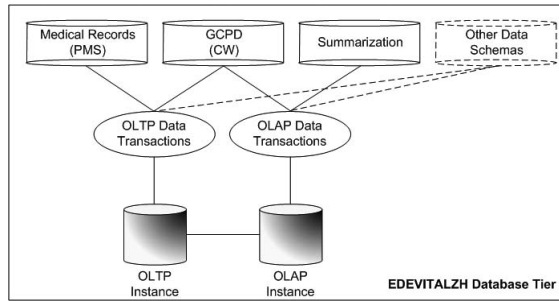 Medical Records
(PMS)
GCPD
(CW)
Summarization
Other Data
Schemas
OLTP Data
Transactions
OLAP Data
Transactions
OLTP
Instance
OLAP
Instance
EDEVITALZH Database Tier